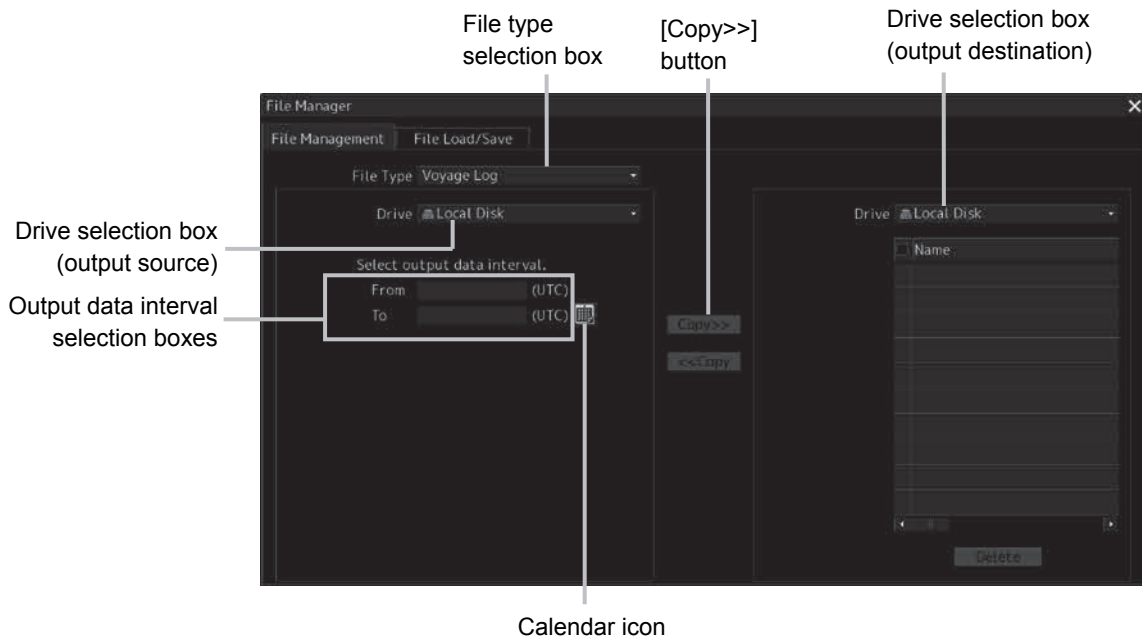 File type
selection box
[Copy>>]
button
Drive selection box
(output destination)
File Manager
File Management
File Load/Save
File Type
Voyage Log
Drive
Local Disk
Drive
Local Disk
Name
Drive selection box
(output source)
Select output data interval.
Output data interval
selection boxes
From
(UTC)
To
(UTC)
Copy>>
<<Copy
Delete
Calendar icon